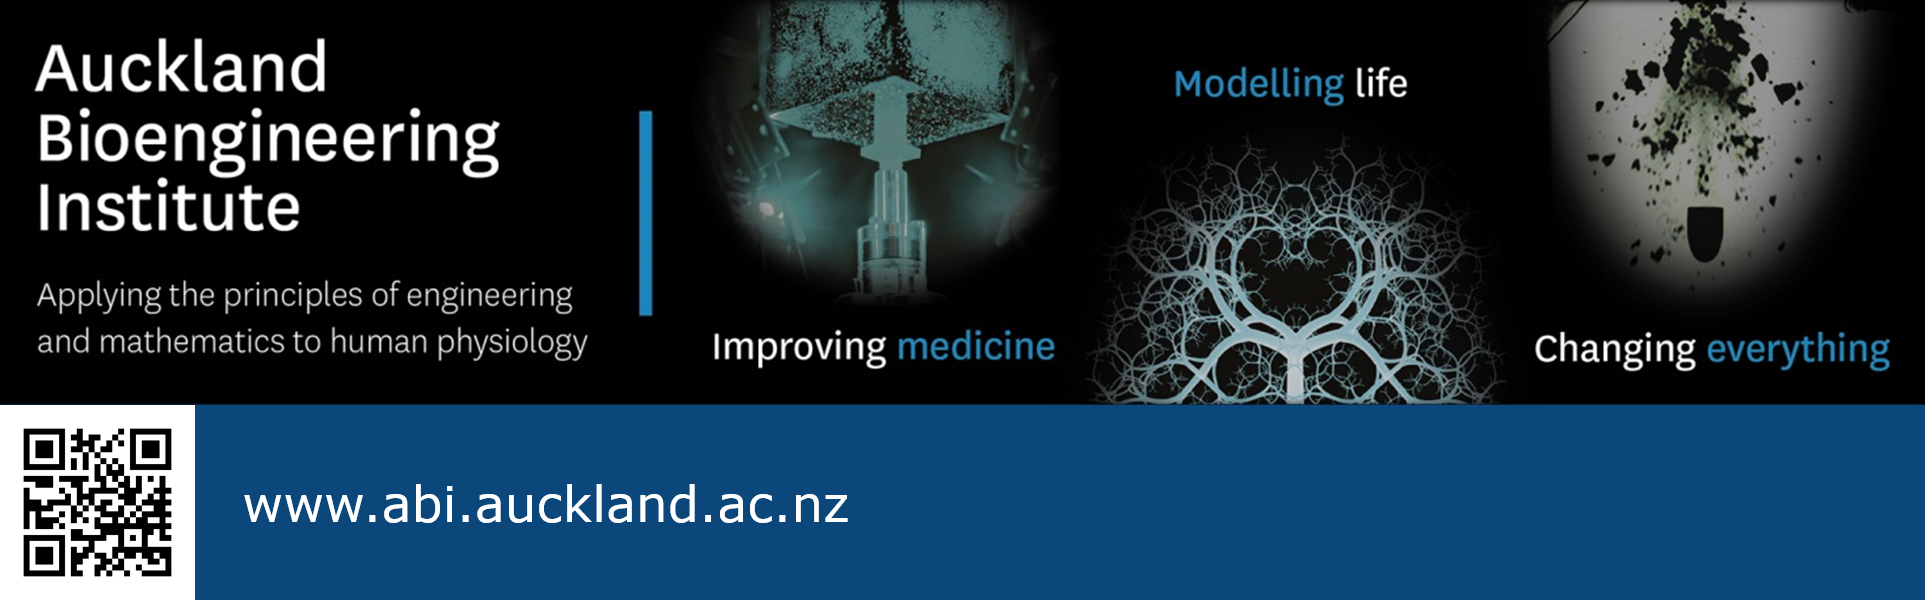 Auckland
Bioengineering
Institute
Applying the principles of engineering
and mathematics to human physiology
Improving medicine
Modelling life
Changing everything
www.abi.auckland.ac.nz